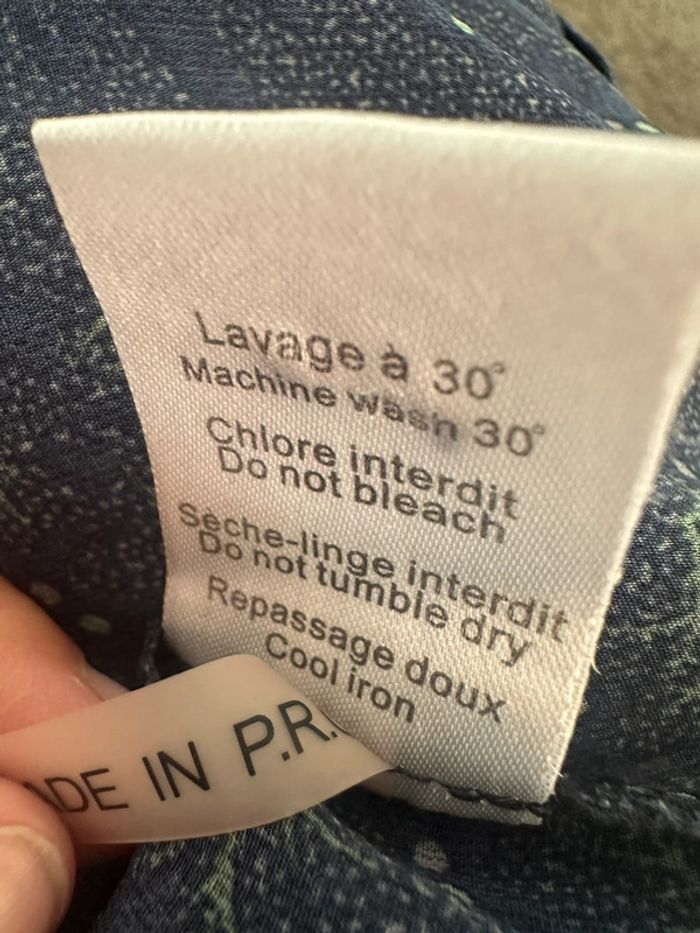 Lavage à 30°
Machine wash 30°
Chlore interdit
Do not bleach
Sèche-linge interdit
Do not tumble dry
Repassage doux
Cool iron
ADE IN P.R.